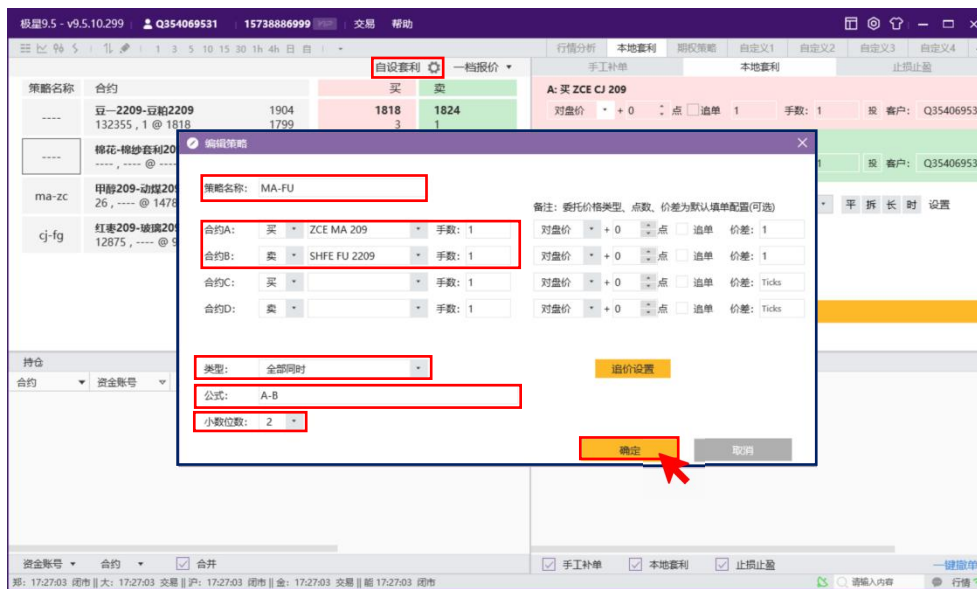 极星9.5 - v9.5.10.299 Q354069531 15738886999 交易 帮助
1 3 5 10 15 30 1h 4h 日 自 行情分析 本地套利 期权策略 自定义1 自定义2 自定义3 自定义4
自设套利 一档报价 手工补单 本地套利 止损止盈
策略名称 合约 买 卖 A: 买 ZCE CJ 209
---- 豆一2209-豆粕2209 1904 1818 1824 对盘价 + 0 点 追单 1 手数: 1 投 客户: Q35406953
132355 , 1 @ 1818 1799 3 1
编辑策略
---- 棉花-棉纱套利20
---- , ---- @ ---- 1 投 客户: Q35406953
策略名称: MA-FU
ma-zc 甲醇209-动煤209 平 拆 长 时 设置
26 , ---- @ 1478 备注: 委托价格类型、点数、价差为默认填单配置(可选)
合约A: 买 ZCE MA 209 手数: 1 对盘价 + 0 点 追单 价差: 1
cj-fg 红枣209-玻璃209
12875 , ---- @ 9
合约B: 卖 SHFE FU 2209 手数: 1 对盘价 + 0 点 追单 价差: 1
合约C: 买 手数: 1 对盘价 + 0 点 追单 价差: Ticks
合约D: 卖 手数: 1 对盘价 + 0 点 追单 价差: Ticks
持仓
类型: 全部同时 追价设置
合约 资金账号
公式: A-B
小数位数: 2
确定 取消
资金账号 合约 合并 手工补单 本地套利 止损止盈 一键撤单
郑: 17:27:03 闭市 || 大: 17:27:03 交易 || 沪: 17:27:03 闭市 || 金: 17:27:03 交易 || 能 17:27:03 闭市 请输入内容 行情